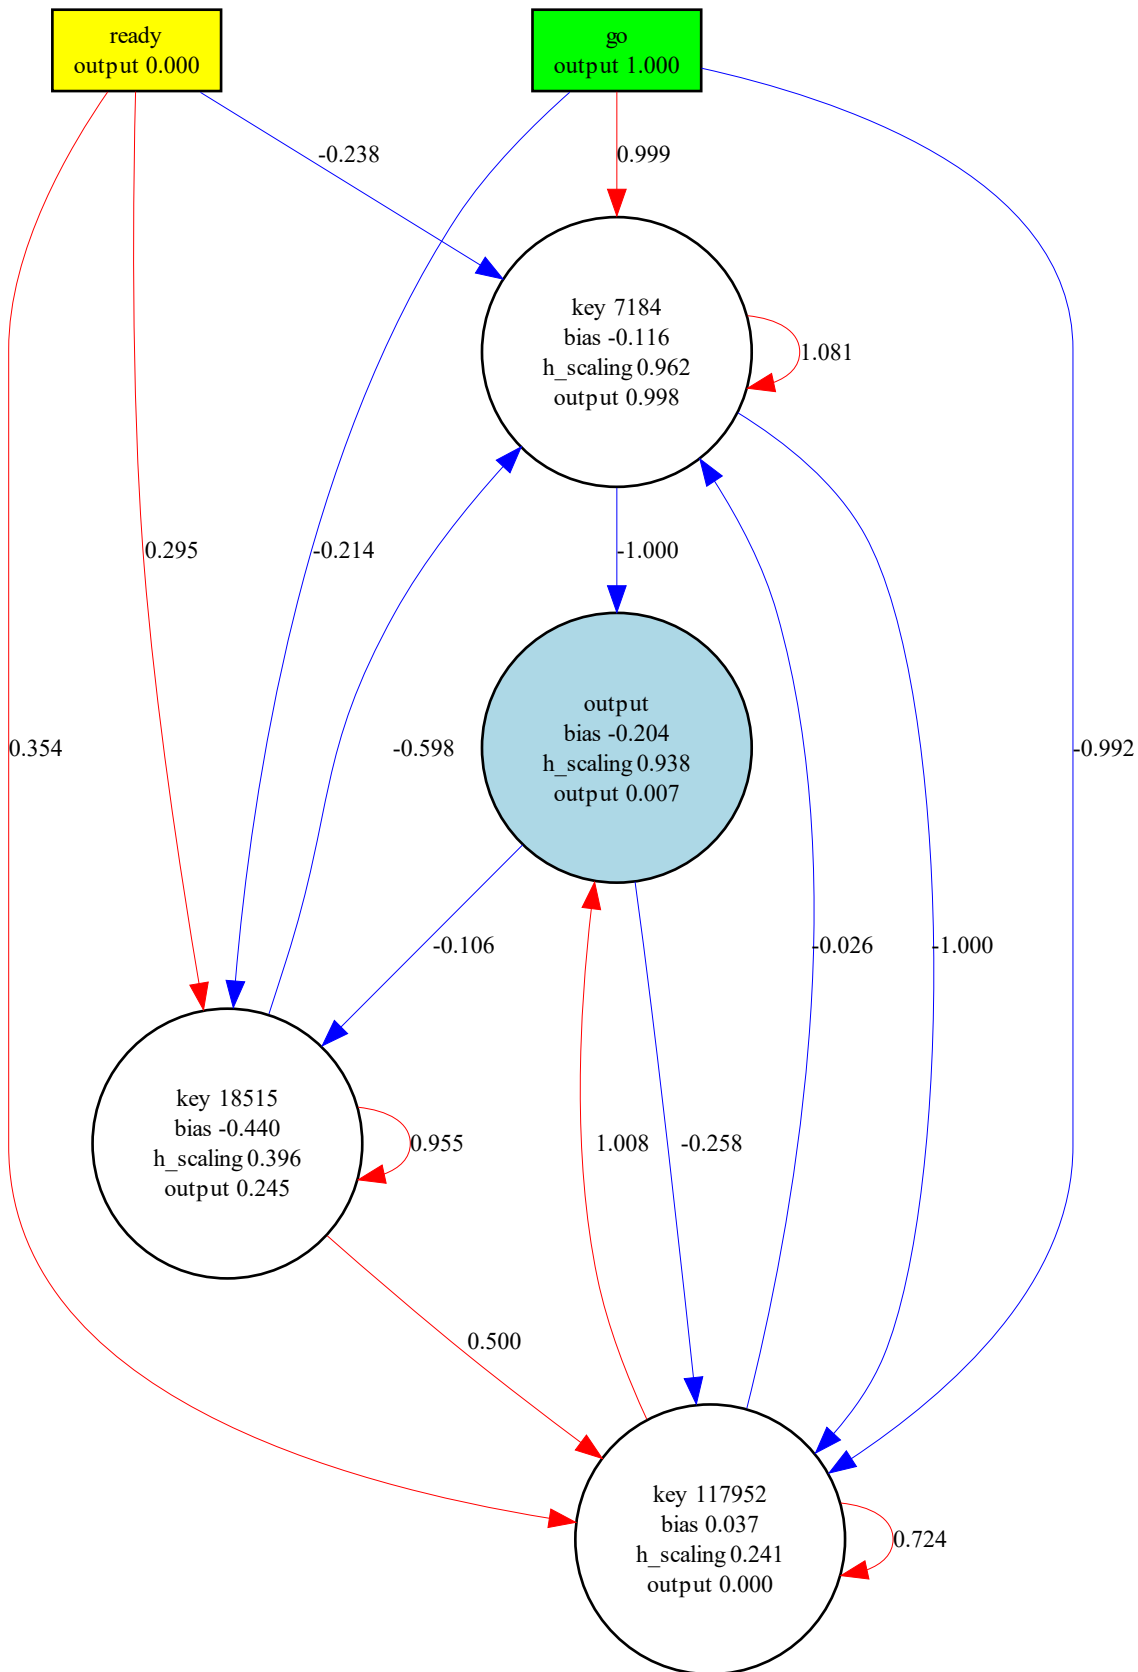 ready
output 0.000
go
output 1.000
-0.238
0.999
key 7184
bias -0.116
h_scaling 0.962
output 0.998
1.081
0.295
-0.214
-1.000
output
bias -0.204
h_scaling 0.938
output 0.007
0.354
-0.598
-0.992
-0.106
-0.026
-1.000
key 18515
bias -0.440
h_scaling 0.396
output 0.245
0.955
1.008
-0.258
0.500
key 117952
bias 0.037
h_scaling 0.241
output 0.000
0.724